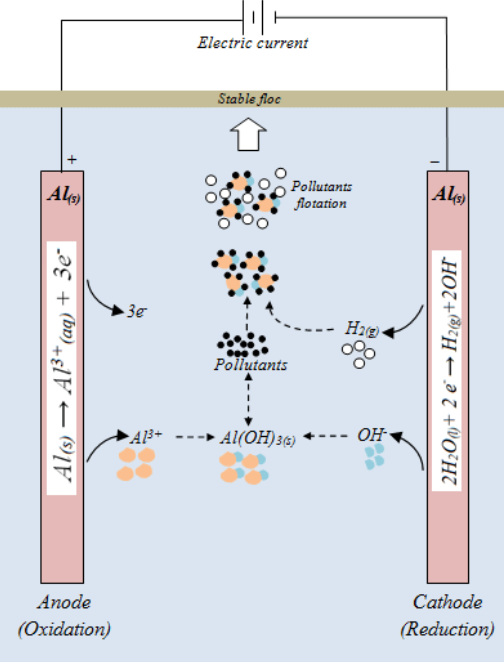 Electric current
Stable floc
+
−
Al(s)
Al(s)
Pollutants
flotation
Al(s) → Al³⁺(aq) + 3e⁻
2H₂O(l) + 2 e⁻ → H₂(g) + 2OH⁻
3e⁻
H₂(g)
Pollutants
Al³⁺
Al(OH)₃(s)
OH⁻
Anode
(Oxidation)
Cathode
(Reduction)